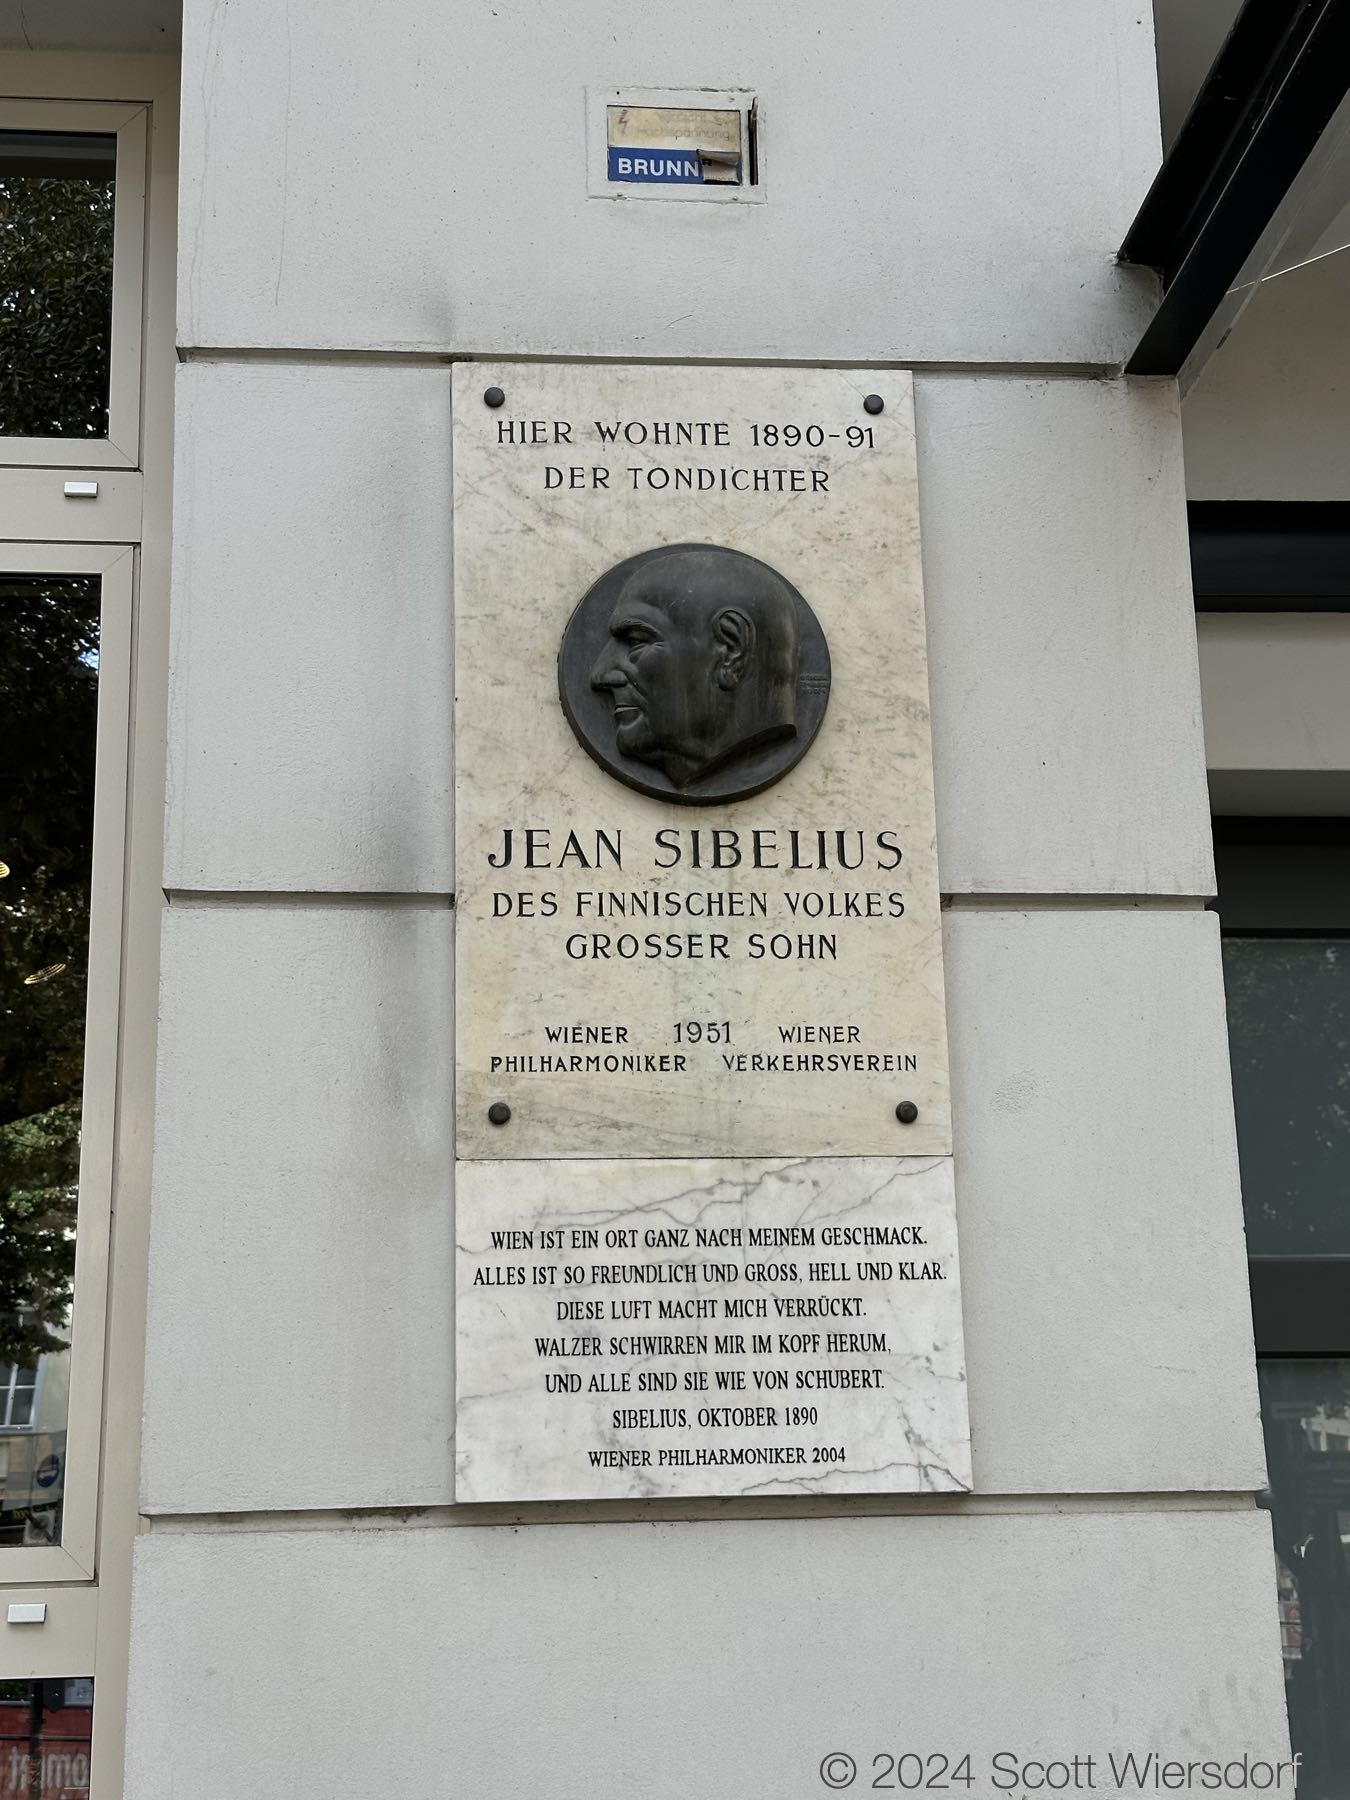 Hochspannung
BRUNN
HIER WOHNTE 1890-91
DER TONDICHTER
JEAN SIBELIUS
DES FINNISCHEN VOLKES
GROSSER SOHN
WIENER 1951 WIENER
PHILHARMONIKER VERKEHRSVEREIN
WIEN IST EIN ORT GANZ NACH MEINEM GESCHMACK.
ALLES IST SO FREUNDLICH UND GROSS, HELL UND KLAR.
DIESE LUFT MACHT MICH VERRÜCKT.
WALZER SCHWIRREN MIR IM KOPF HERUM,
UND ALLE SIND SIE WIE VON SCHUBERT.
SIBELIUS, OKTOBER 1890
WIENER PHILHARMONIKER 2004
© 2024 Scott Wiersdorf